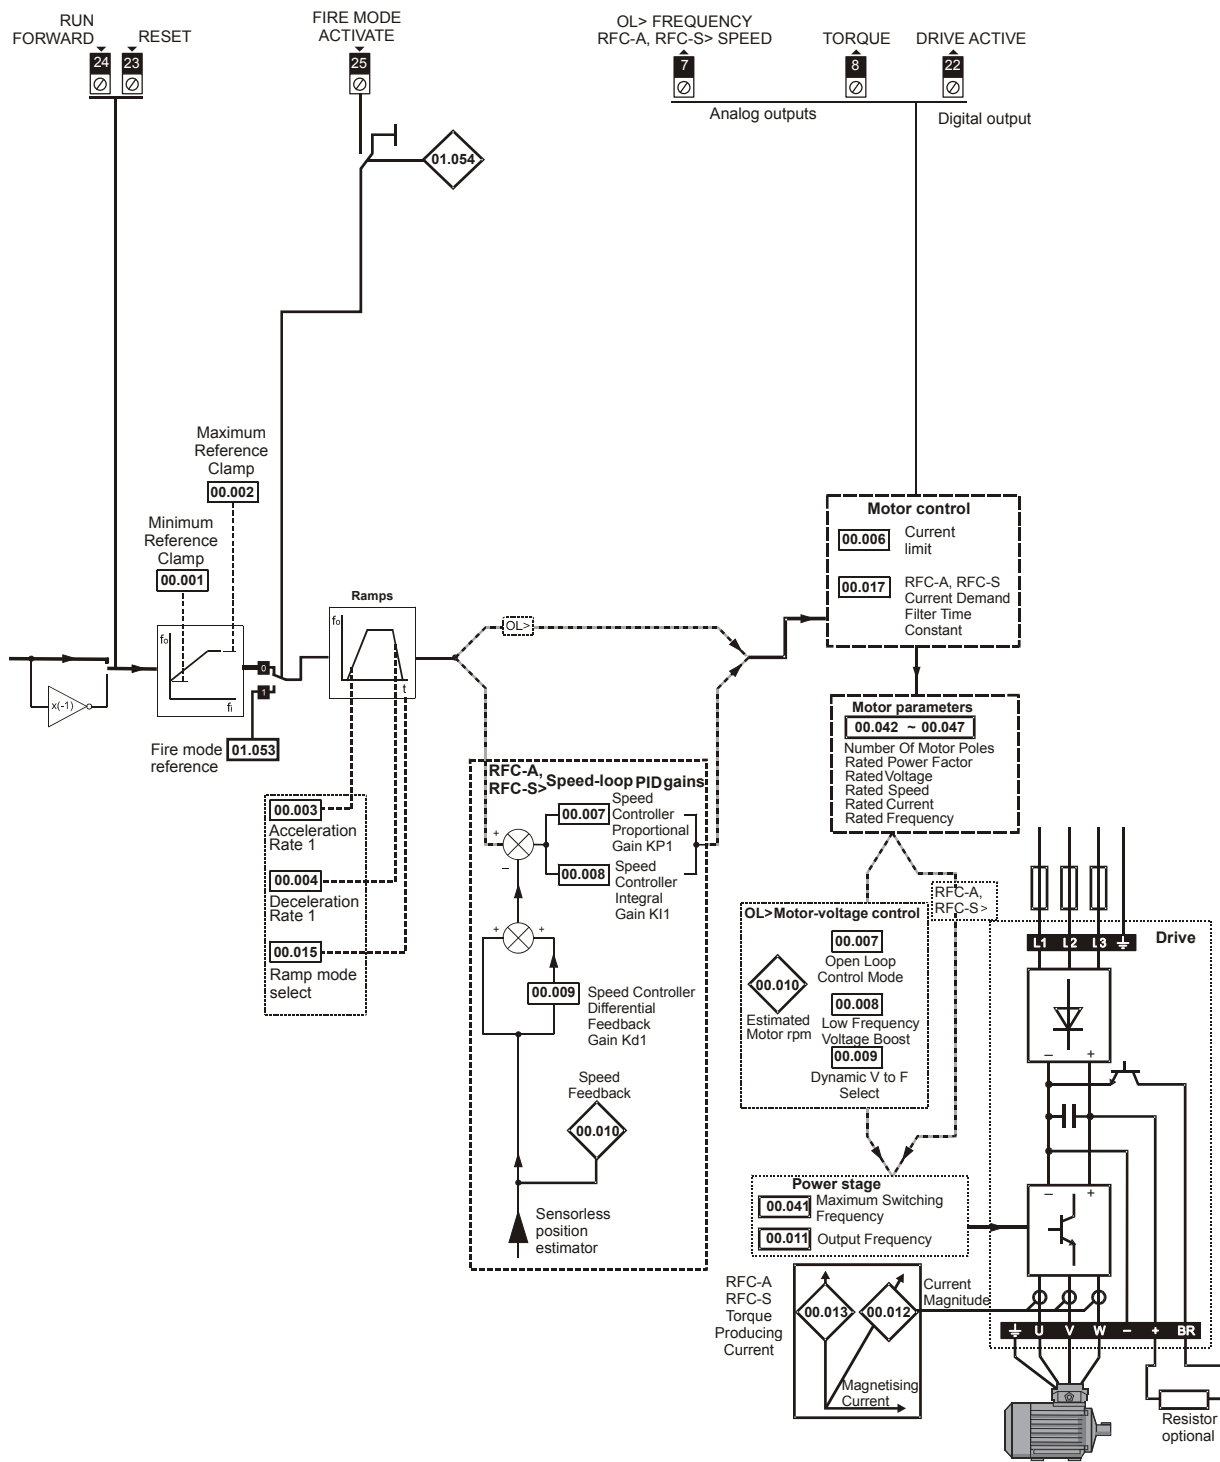 RUN
FORWARD
RESET
24
23
FIRE MODE
ACTIVATE
25
OL> FREQUENCY
RFC-A, RFC-S> SPEED
7
TORQUE
8
DRIVE ACTIVE
22
Analog outputs
Digital output
01.054
Maximum
Reference
Clamp
00.002
Minimum
Reference
Clamp
00.001
fo
fi
x(-1)
0
1
Fire mode
reference
01.053
Ramps
fo
t
00.003
Acceleration
Rate 1
00.004
Deceleration
Rate 1
00.015
Ramp mode
select
OL>
RFC-A,
RFC-S>
Speed-loop PID gains
00.007
Speed
Controller
Proportional
Gain KP1
00.008
Speed
Controller
Integral
Gain KI1
+
–
+
+
00.009
Speed Controller
Differential
Feedback
Gain Kd1
Speed
Feedback
00.010
Sensorless
position
estimator
Motor control
00.006
Current
limit
00.017
RFC-A, RFC-S
Current Demand
Filter Time
Constant
Motor parameters
00.042 ~ 00.047
Number Of Motor Poles
Rated Power Factor
Rated Voltage
Rated Speed
Rated Current
Rated Frequency
RFC-A,
RFC-S>
OL>Motor-voltage control
00.007
Open Loop
Control Mode
00.010
Estimated
Motor rpm
00.008
Low Frequency
Voltage Boost
00.009
Dynamic V to F
Select
Power stage
00.041
Maximum Switching
Frequency
00.011
Output Frequency
RFC-A
RFC-S
Torque
Producing
Current
00.013
00.012
Current
Magnitude
Magnetising
Current
Drive
L1
L2
L3
–
+
–
+
U
V
W
–
+
BR
Resistor
optional